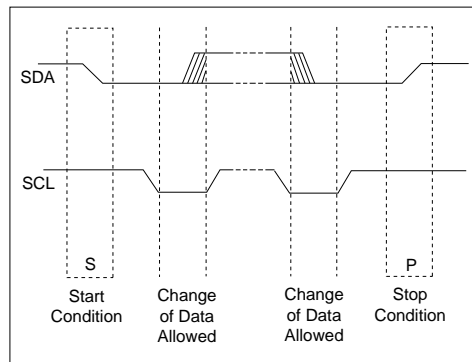 SDA
SCL
S
P
Start
Condition
Change
of Data
Allowed
Change
of Data
Allowed
Stop
Condition